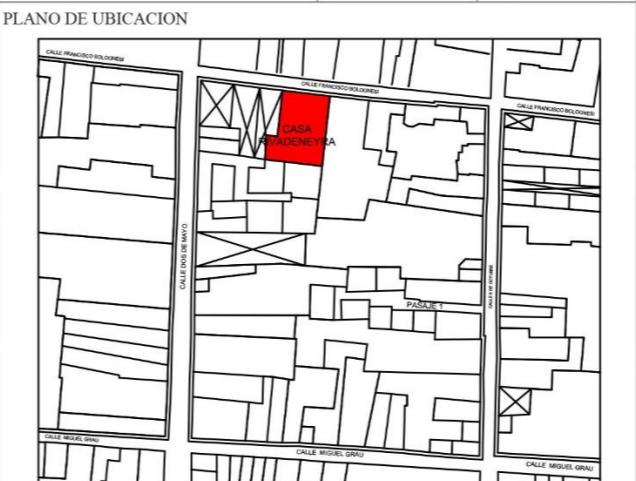 PLANO DE UBICACION
CALLE FRANCISCO BOLOGNESI
CALLE FRANCISCO BOLOGNESI
CALLE FRANCISCO BOLOGNESI
CASA
RIVADENEYRA
CALLE DOS DE MAYO
PASAJE 1
CALLE MIGUEL GRAU
CALLE MIGUEL GRAU
CALLE MIGUEL GRAU